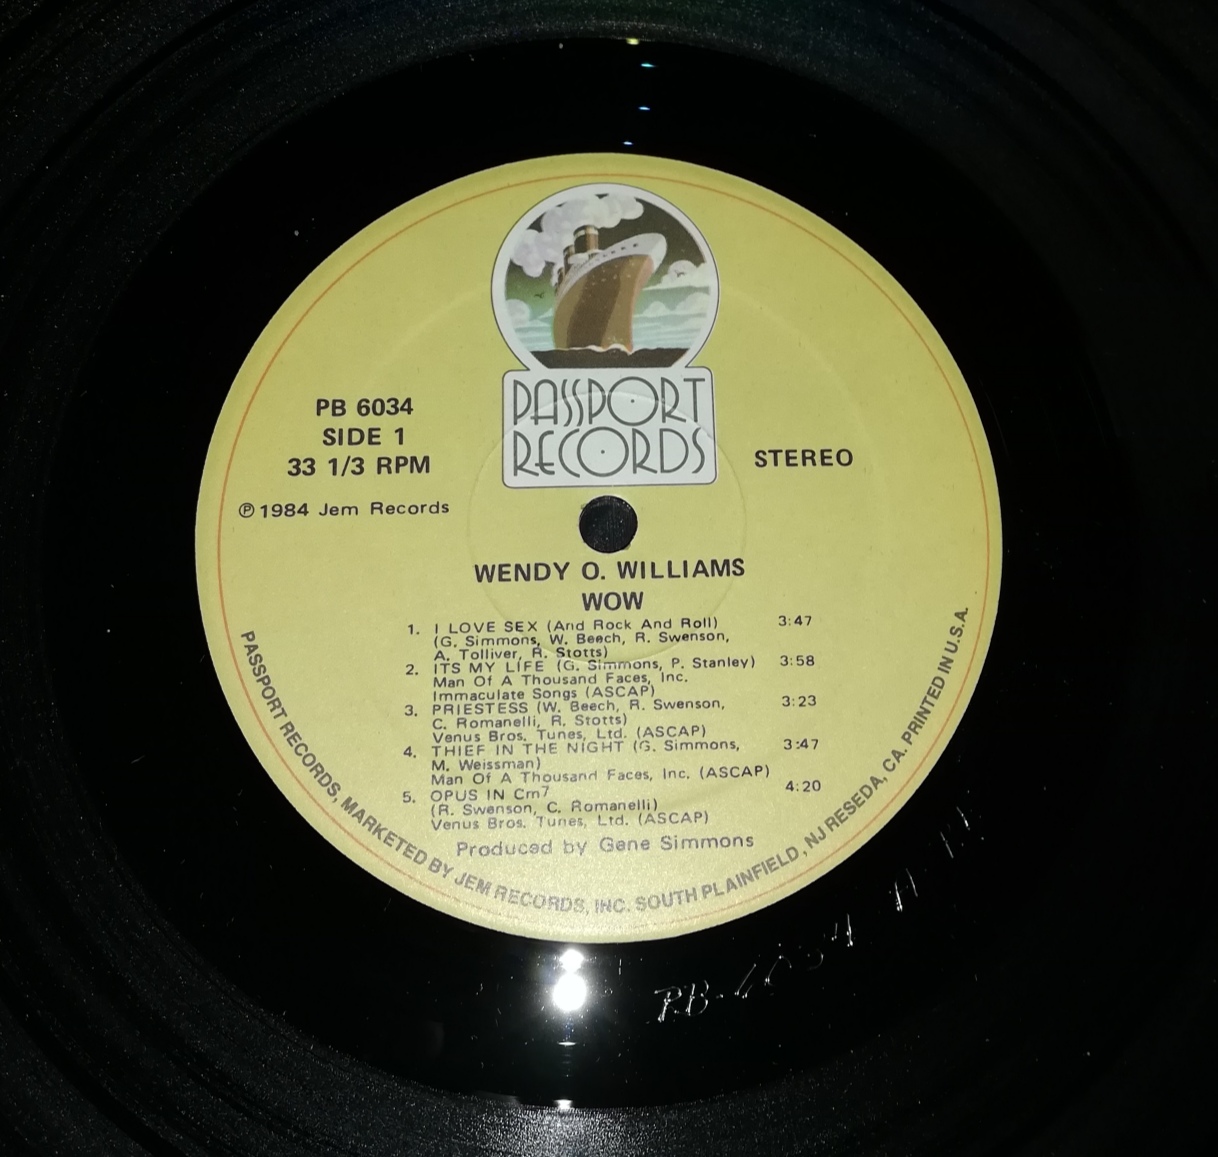 PASSPORT
RECORDS
PB 6034
SIDE 1
33 1/3 RPM
STEREO
℗1984 Jem Records
WENDY O. WILLIAMS
WOW
1. I LOVE SEX (And Rock And Roll) 3:47
(G. Simmons, W. Beech, R. Swenson,
A. Tolliver, R. Stotts)
2. ITS MY LIFE (G. Simmons, P. Stanley) 3:58
Man Of A Thousand Faces, Inc.
Immaculate Songs (ASCAP)
3. PRIESTESS (W. Beech, R. Swenson, 3:23
C. Romanelli, R. Stotts)
Venus Bros. Tunes, Ltd. (ASCAP)
4. THIEF IN THE NIGHT (G. Simmons, 3:47
M. Weissman)
Man Of A Thousand Faces, Inc. (ASCAP)
5. OPUS IN Cm7 4:20
(R. Swenson, C. Romanelli)
Venus Bros. Tunes, Ltd. (ASCAP)
Produced by Gene Simmons
PASSPORT RECORDS, MARKETED BY JEM RECORDS, INC. SOUTH PLAINFIELD, NJ RESEDA, CA. PRINTED IN U.S.A.
PB-6034